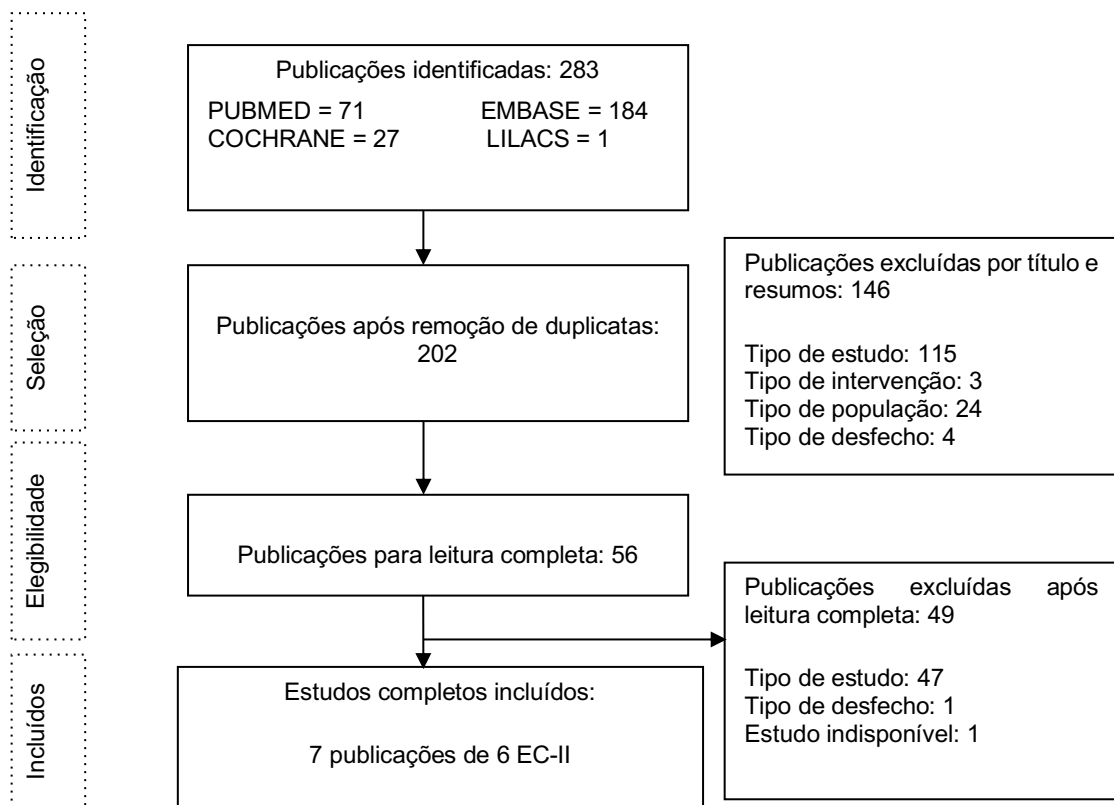 Identificação
Publicações identificadas: 283
PUBMED = 71 EMBASE = 184
COCHRANE = 27 LILACS = 1
Seleção
Publicações após remoção de duplicatas:
202
Publicações excluídas por título e
resumos: 146
Tipo de estudo: 115
Tipo de intervenção: 3
Tipo de população: 24
Tipo de desfecho: 4
Elegibilidade
Publicações para leitura completa: 56
Publicações excluídas após
leitura completa: 49
Tipo de estudo: 47
Tipo de desfecho: 1
Estudo indisponível: 1
Incluídos
Estudos completos incluídos:
7 publicações de 6 EC-II